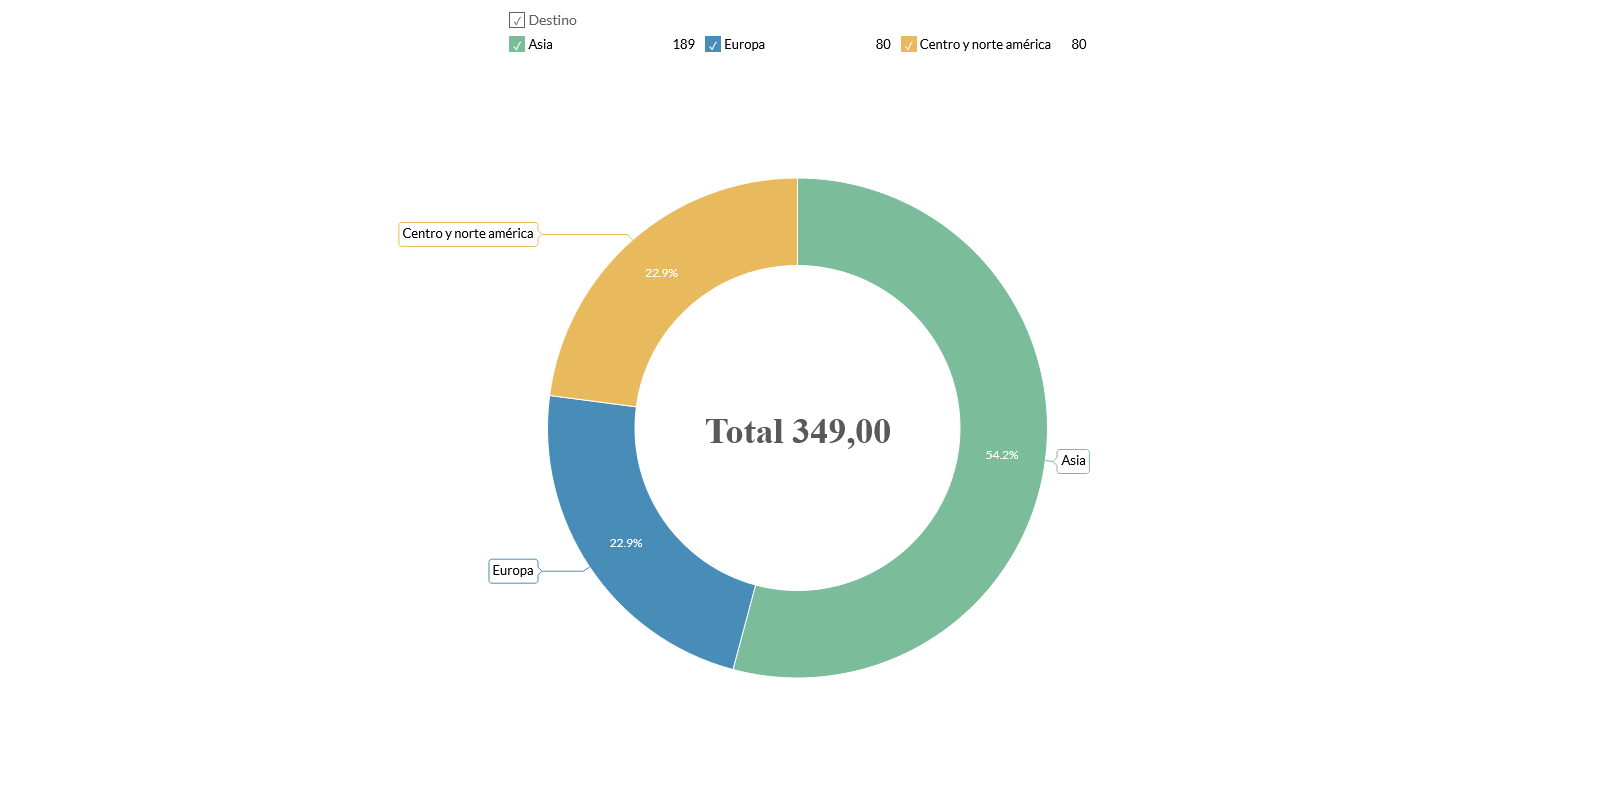 Destino
Asia 189 Europa 80 Centro y norte américa 80
Centro y norte américa
22.9%
Total 349,00
54.2%
Asia
22.9%
Europa